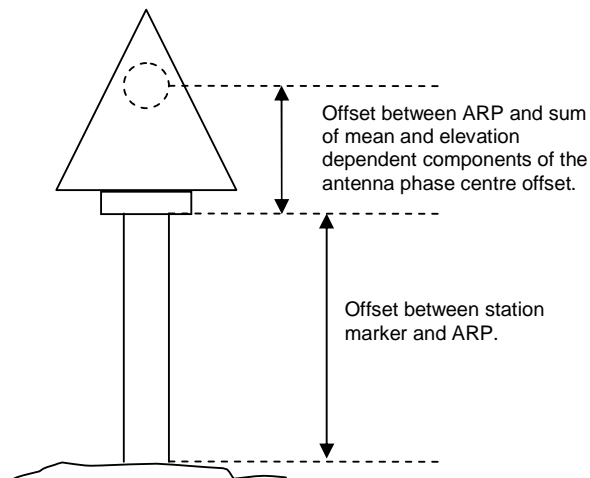 Offset between ARP and sum
of mean and elevation
dependent components of the
antenna phase centre offset.
Offset between station
marker and ARP.